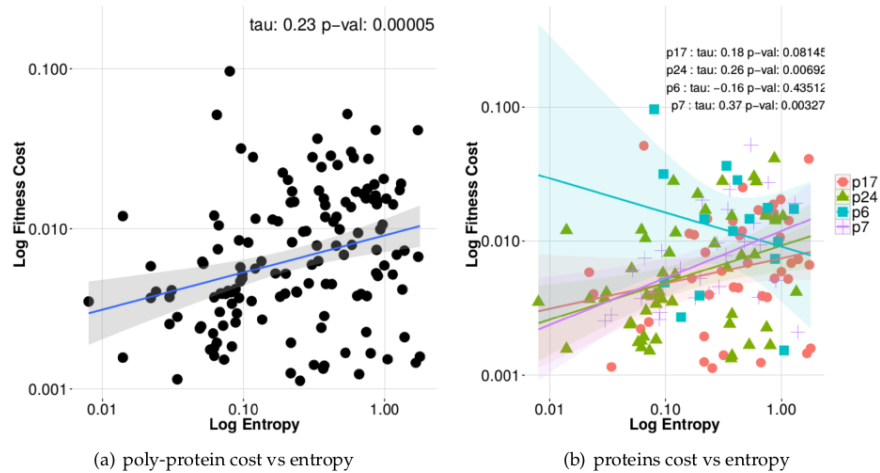 tau: 0.23 p-val: 0.00005
0.100
0.010
0.001
Log Fitness Cost
0.01 0.10 1.00
Log Entropy
(a) poly-protein cost vs entropy
p17 : tau: 0.18 p-val: 0.08145
p24 : tau: 0.26 p-val: 0.00692
p6 : tau: -0.16 p-val: 0.43512
p7 : tau: 0.37 p-val: 0.00327
0.100
0.010
0.001
Log Fitness Cost
0.01 0.10 1.00
Log Entropy
p17
p24
p6
p7
(b) proteins cost vs entropy